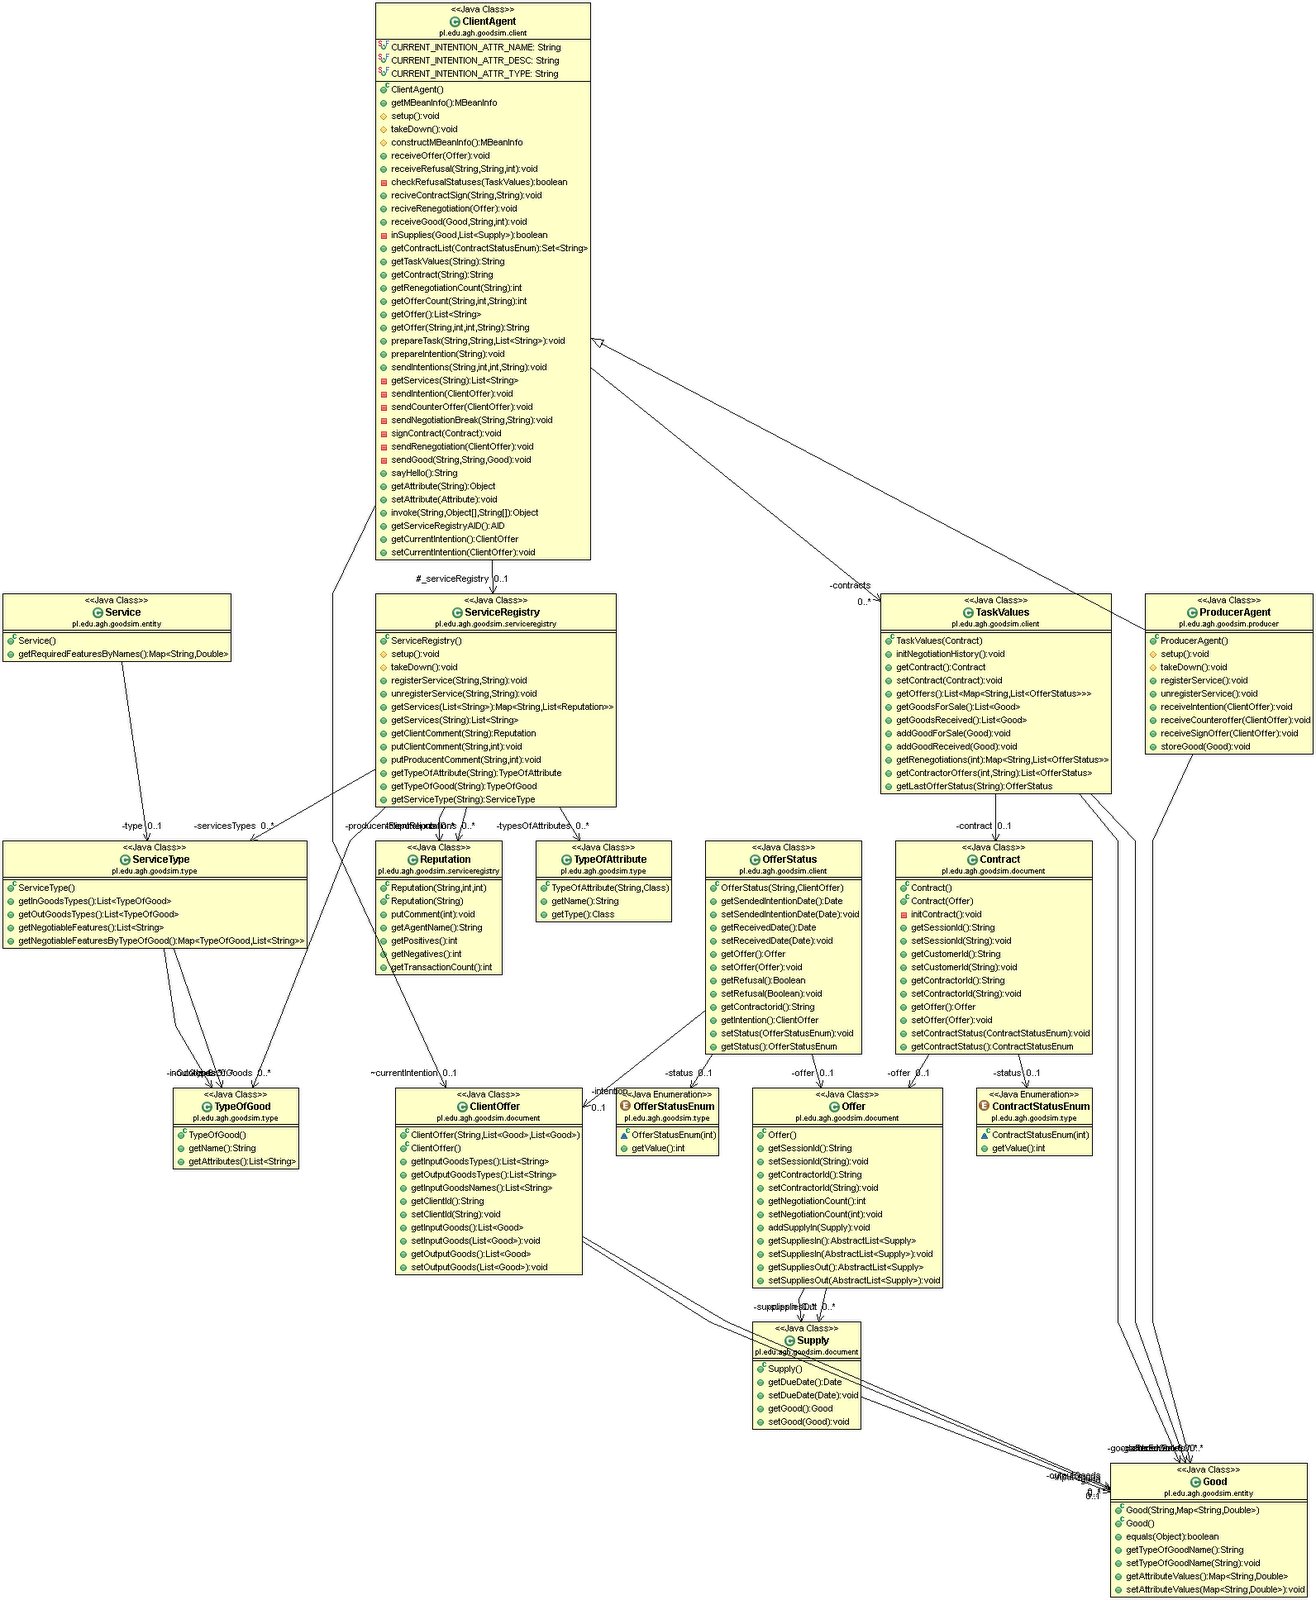 <<Java Class>>
ClientAgent
pl.edu.agh.goodsim.client
CURRENT_INTENTION_ATTR_NAME: String
CURRENT_INTENTION_ATTR_DESC: String
CURRENT_INTENTION_ATTR_TYPE: String
ClientAgent()
getMBeanInfo():MBeanInfo
setup():void
takeDown():void
constructMBeanInfo():MBeanInfo
receiveOffer(Offer):void
receiveRefusal(String,String,int):void
checkRefusalStatuses(TaskValues):boolean
reciveContractSign(String,String):void
reciveRenegotiation(Offer):void
receiveGood(Good,String,int):void
inSupplies(Good,List<Supply>):boolean
getContractList(ContractStatusEnum):Set<String>
getTaskValues(String):String
getContract(String):String
getRenegotiationCount(String):int
getOfferCount(String,int,String):int
getOffer():List<String>
getOffer(String,int,int,String):String
prepareTask(String,String,List<String>):void
prepareIntention(String):void
sendIntentions(String,int,int,String):void
getServices(String):List<String>
sendIntention(ClientOffer):void
sendCounterOffer(ClientOffer):void
sendNegotiationBreak(String,String):void
signContract(Contract):void
sendRenegotiation(ClientOffer):void
sendGood(String,String,Good):void
sayHello():String
getAttribute(String):Object
setAttribute(Attribute):void
invoke(String,Object[],String[]):Object
getServiceRegistryAID():AID
getCurrentIntention():ClientOffer
setCurrentIntention(ClientOffer):void
#_serviceRegistry 0..1
-contracts
0..*
<<Java Class>>
Service
pl.edu.agh.goodsim.entity
Service()
getRequiredFeaturesByNames():Map<String,Double>
<<Java Class>>
ServiceRegistry
pl.edu.agh.goodsim.serviceregistry
ServiceRegistry()
setup():void
takeDown():void
registerService(String,String):void
unregisterService(String,String):void
getServices(List<String>):Map<String,List<Reputation>>
getServices(String):List<String>
getClientComment(String):Reputation
putClientComment(String,int):void
putProducentComment(String,int):void
getTypeOfAttribute(String):TypeOfAttribute
getTypeOfGood(String):TypeOfGood
getServiceType(String):ServiceType
<<Java Class>>
TaskValues
pl.edu.agh.goodsim.client
TaskValues(Contract)
initNegotiationHistory():void
getContract():Contract
setContract(Contract):void
getOffers():List<Map<String,List<OfferStatus>>>
getGoodsForSale():List<Good>
getGoodsReceived():List<Good>
addGoodForSale(Good):void
addGoodReceived(Good):void
getRenegotiations(int):Map<String,List<OfferStatus>>
getContractorOffers(int,String):List<OfferStatus>
getLastOfferStatus(String):OfferStatus
<<Java Class>>
ProducerAgent
pl.edu.agh.goodsim.producer
ProducerAgent()
setup():void
takeDown():void
registerService():void
unregisterService():void
receiveIntention(ClientOffer):void
receiveCounteroffer(ClientOffer):void
receiveSignOffer(ClientOffer):void
storeGood(Good):void
-type 0..1
-servicesTypes 0..*
0..*
-typesOfAttributes 0..*
-contract 0..1
<<Java Class>>
ServiceType
pl.edu.agh.goodsim.type
ServiceType()
getInGoodsTypes():List<TypeOfGood>
getOutGoodsTypes():List<TypeOfGood>
getNegotiableFeatures():List<String>
getNegotiableFeaturesByTypeOfGood():Map<TypeOfGood,List<String>>
<<Java Class>>
Reputation
pl.edu.agh.goodsim.serviceregistry
Reputation(String,int,int)
Reputation(String)
putComment(int):void
getAgentName():String
getPositives():int
getNegatives():int
getTransactionCount():int
<<Java Class>>
TypeOfAttribute
pl.edu.agh.goodsim.type
TypeOfAttribute(String,Class)
getName():String
getType():Class
<<Java Class>>
OfferStatus
pl.edu.agh.goodsim.client
OfferStatus(String,ClientOffer)
getSendedIntentionDate():Date
setSendedIntentionDate(Date):void
getReceivedDate():Date
setReceivedDate(Date):void
getOffer():Offer
setOffer(Offer):void
getRefusal():Boolean
setRefusal(Boolean):void
getContractorid():String
getIntention():ClientOffer
setStatus(OfferStatusEnum):void
getStatus():OfferStatusEnum
<<Java Class>>
Contract
pl.edu.agh.goodsim.document
Contract()
Contract(Offer)
initContract():void
getSessionId():String
setSessionId(String):void
getCustomerId():String
setCustomerId(String):void
getContractorId():String
setContractorId(String):void
getOffer():Offer
setOffer(Offer):void
setContractStatus(ContractStatusEnum):void
getContractStatus():ContractStatusEnum
0..*
~currentIntention 0..1
-intention
0..1
-status 0..1
-offer 0..1
-offer 0..1
-status 0..1
<<Java Class>>
TypeOfGood
pl.edu.agh.goodsim.type
TypeOfGood()
getName():String
getAttributes():List<String>
<<Java Class>>
ClientOffer
pl.edu.agh.goodsim.document
ClientOffer(String,List<Good>,List<Good>)
ClientOffer()
getInputGoodsTypes():List<String>
getOutputGoodsTypes():List<String>
getInputGoodsNames():List<String>
getClientId():String
setClientId(String):void
getInputGoods():List<Good>
setInputGoods(List<Good>):void
getOutputGoods():List<Good>
setOutputGoods(List<Good>):void
<<Java Enumeration>>
OfferStatusEnum
pl.edu.agh.goodsim.type
OfferStatusEnum(int)
getValue():int
<<Java Class>>
Offer
pl.edu.agh.goodsim.document
Offer()
getSessionId():String
setSessionId(String):void
getContractorId():String
setContractorId(String):void
getNegotiationCount():int
setNegotiationCount(int):void
addSupplyIn(Supply):void
getSuppliesIn():AbstractList<Supply>
setSuppliesIn(AbstractList<Supply>):void
getSuppliesOut():AbstractList<Supply>
setSuppliesOut(AbstractList<Supply>):void
<<Java Enumeration>>
ContractStatusEnum
pl.edu.agh.goodsim.type
ContractStatusEnum(int)
getValue():int
0..*
<<Java Class>>
Supply
pl.edu.agh.goodsim.document
Supply()
getDueDate():Date
setDueDate(Date):void
getGood():Good
setGood(Good):void
0..1
<<Java Class>>
Good
pl.edu.agh.goodsim.entity
Good(String,Map<String,Double>)
Good()
equals(Object):boolean
getTypeOfGoodName():String
setTypeOfGoodName(String):void
getAttributeValues():Map<String,Double>
setAttributeValues(Map<String,Double>):void